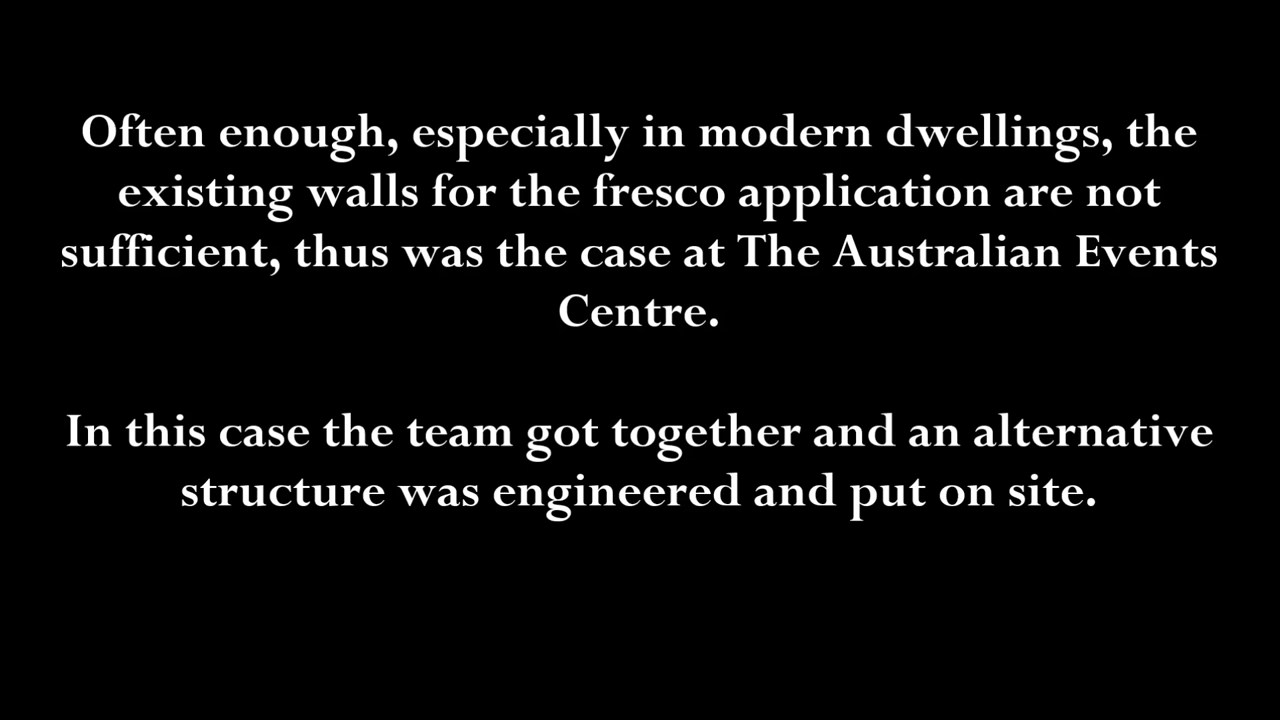 Often enough, especially in modern dwellings, the
existing walls for the fresco application are not
sufficient, thus was the case at The Australian Events
Centre.
In this case the team got together and an alternative
structure was engineered and put on site.